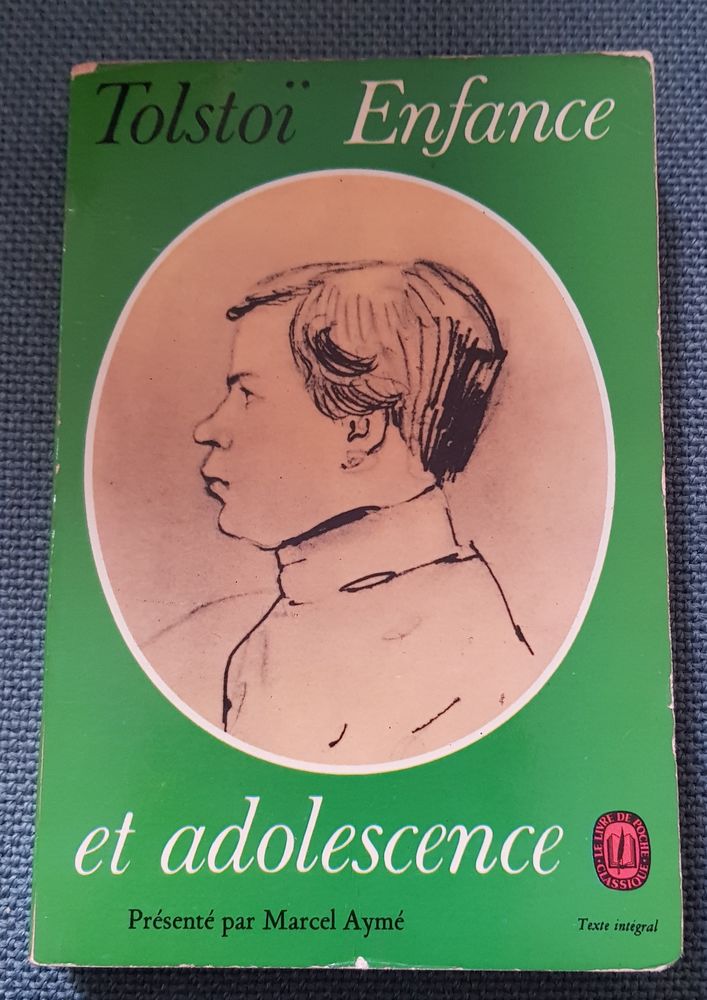 Tolstoï Enfance
et adolescence
LE LIVRE DE POCHE
CLASSIQUE
Présenté par Marcel Aymé
Texte intégral